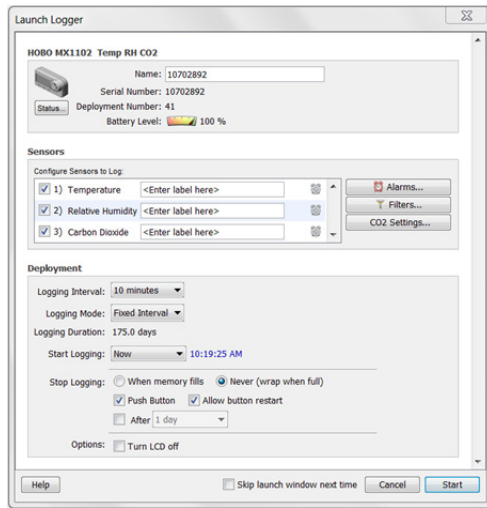 Launch Logger
HOBO MX1102 Temp RH CO2
Name: 10702892
Serial Number: 10702892
Status... Deployment Number: 41
Battery Level: 100 %
Sensors
Configure Sensors to Log:
1) Temperature <Enter label here> Alarms...
2) Relative Humidity <Enter label here> Filters...
3) Carbon Dioxide <Enter label here> CO2 Settings...
Deployment
Logging Interval: 10 minutes
Logging Mode: Fixed Interval
Logging Duration: 175.0 days
Start Logging: Now 10:19:25 AM
Stop Logging: When memory fills Never (wrap when full)
Push Button Allow button restart
After 1 day
Options: Turn LCD off
Help Skip launch window next time Cancel Start